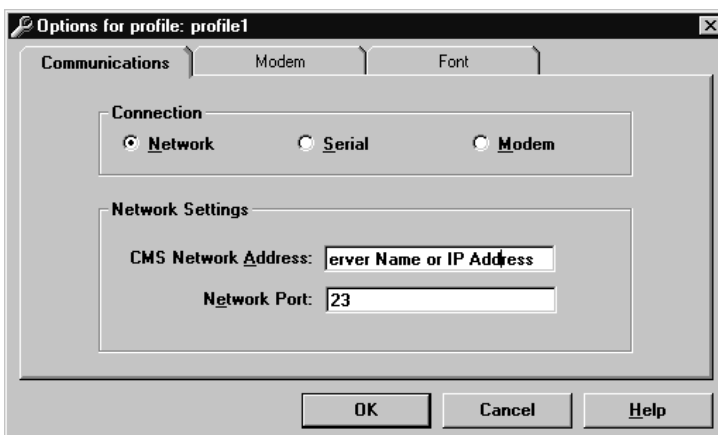 Options for profile: profile1
Communications Modem Font
Connection
Network Serial Modem
Network Settings
CMS Network Address: erver Name or IP Address
Network Port: 23
OK Cancel Help